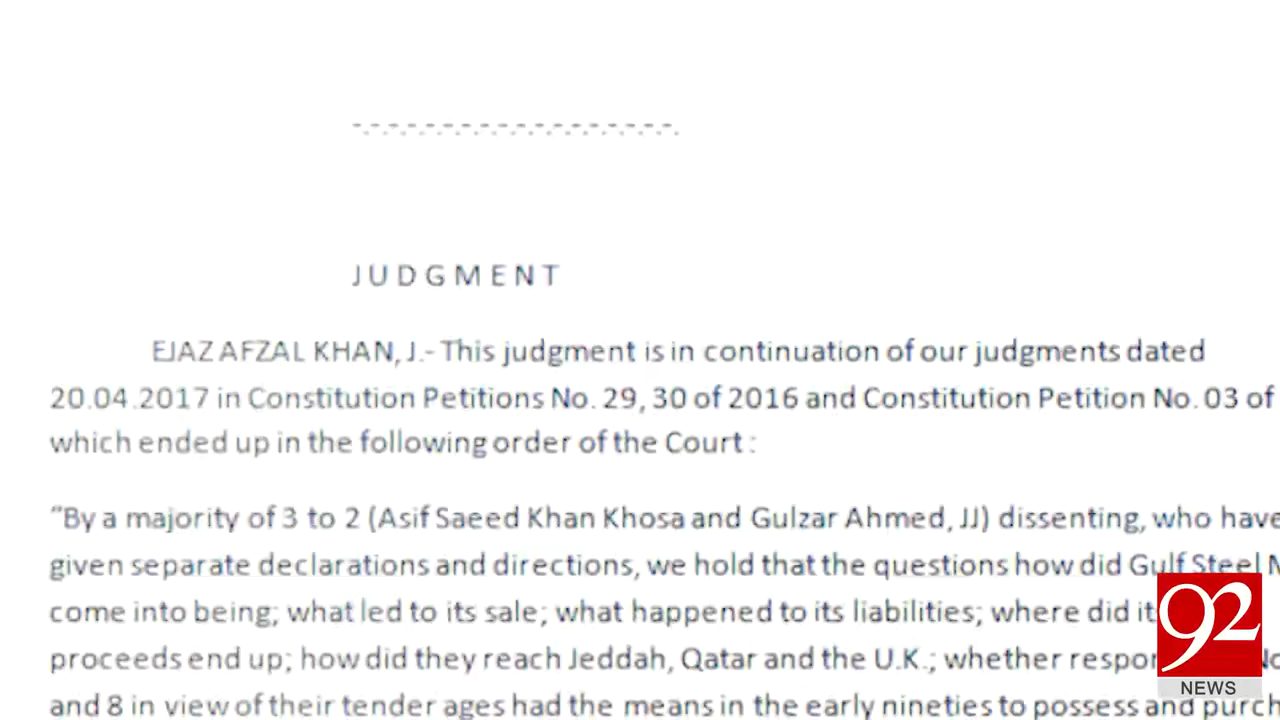 JUDGMENT
EJAZ AFZAL KHAN, J.- This judgment is in continuation of our judgments dated
20.04.2017 in Constitution Petitions No. 29, 30 of 2016 and Constitution Petition No. 03 of
which ended up in the following order of the Court :
“By a majority of 3 to 2 (Asif Saeed Khan Khosa and Gulzar Ahmed, JJ) dissenting, who have
given separate declarations and directions, we hold that the questions how did Gulf Steel
come into being; what led to its sale; what happened to its liabilities; where did it
proceeds end up; how did they reach Jeddah, Qatar and the U.K.; whether
and 8 in view of their tender ages had the means in the early nineties to possess and
92
NEWS